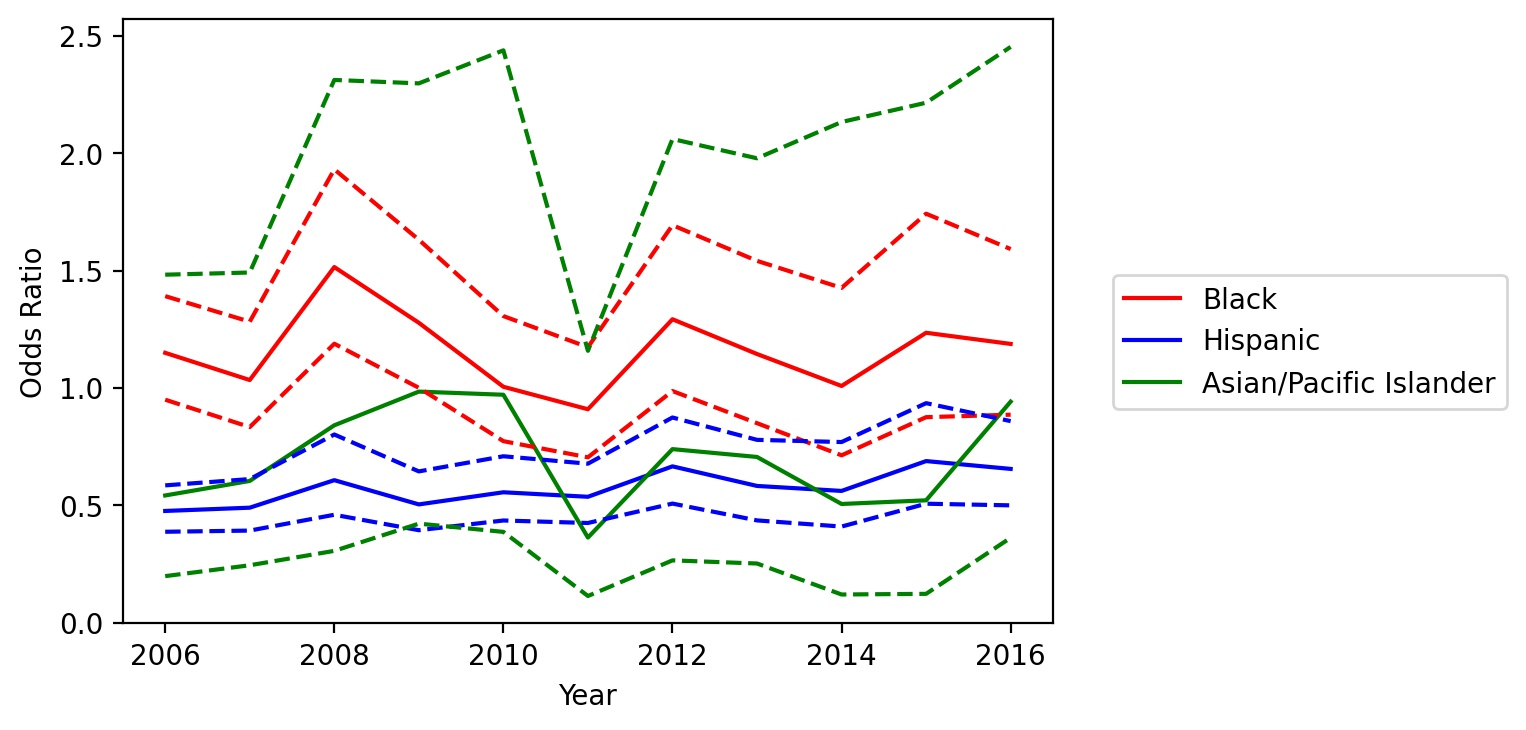 2.5
2.0
1.5
1.0
0.5
0.0
Odds Ratio
2006 2008 2010 2012 2014 2016
Year
Black
Hispanic
Asian/Pacific Islander